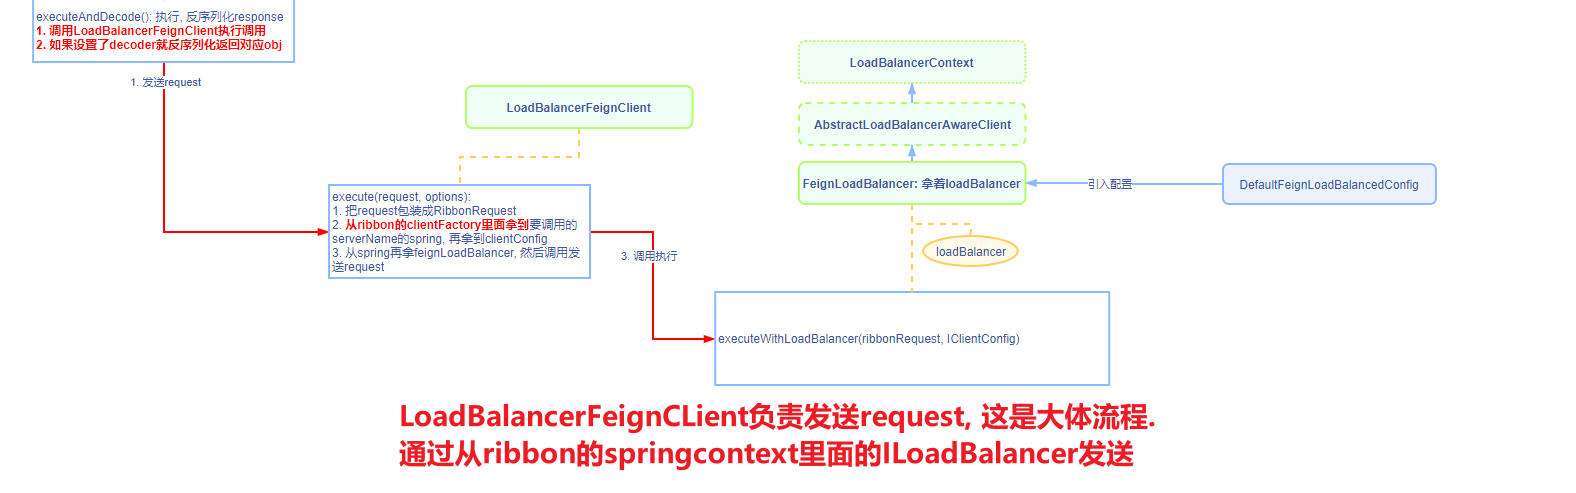 executeAndDecode(): 执行, 反序列化response
1. 调用LoadBalancerFeignClient执行调用
2. 如果设置了decoder就反序列化返回对应obj
1. 发送request
LoadBalancerFeignClient
execute(request, options):
1. 把request包装成RibbonRequest
2. 从ribbon的clientFactory里面拿到要调用的
serverName的spring, 再拿到clientConfig
3. 从spring再拿feignLoadBalancer, 然后调用发
送request
3. 调用执行
LoadBalancerContext
AbstractLoadBalancerAwareClient
FeignLoadBalancer: 拿着loadBalancer
引入配置
DefaultFeignLoadBalancedConfig
loadBalancer
executeWithLoadBalancer(ribbonRequest, IClientConfig)
LoadBalancerFeignCLient负责发送request, 这是大体流程.
通过从ribbon的springcontext里面的ILoadBalancer发送